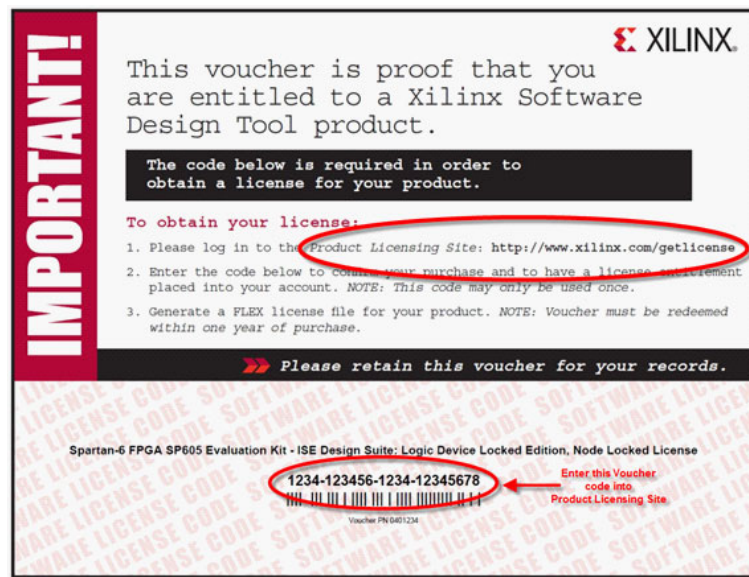 IMPORTANT!
XILINX®
This voucher is proof that you
are entitled to a Xilinx Software
Design Tool product.
The code below is required in order to
obtain a license for your product.
To obtain your license:
1. Please log in to the Product Licensing Site: http://www.xilinx.com/getlicense
2. Enter the code below to confirm your purchase and to have a license entitlement
placed into your account. NOTE: This code may only be used once.
3. Generate a FLEX license file for your product. NOTE: Voucher must be redeemed
within one year of purchase.
Please retain this voucher for your records.
Spartan-6 FPGA SP605 Evaluation Kit - ISE Design Suite: Logic Device Locked Edition, Node Locked License
1234-123456-1234-12345678
Voucher PN 0401234
Enter this Voucher
code into
Product Licensing Site
SOFTWARE LICENSE CODE